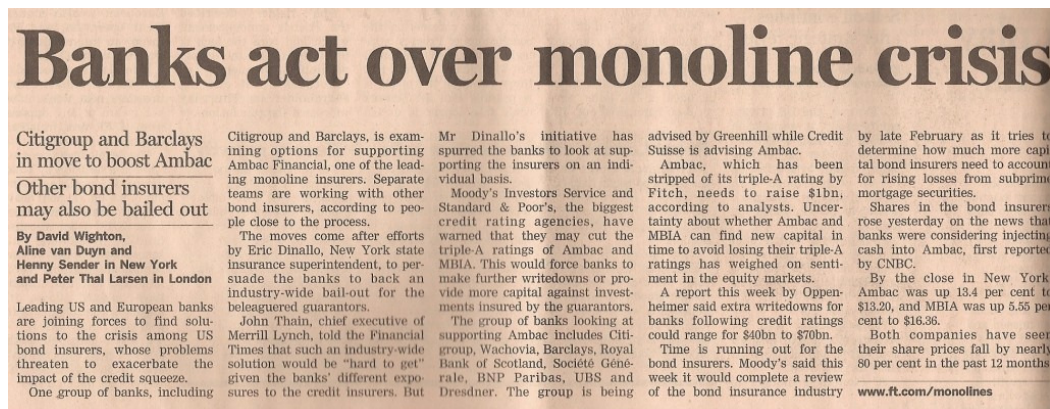 Banks act over monoline crisis
Citigroup and Barclays
in move to boost Ambac
Other bond insurers
may also be bailed out
By David Wighton,
Aline van Duyn and
Henny Sender in New York
and Peter Thal Larsen in London
Leading US and European banks
are joining forces to find solu-
tions to the crisis among US
bond insurers, whose problems
threaten to exacerbate the
impact of the credit squeeze.
One group of banks, including
Citigroup and Barclays, is exam-
ining options for supporting
Ambac Financial, one of the lead-
ing monoline insurers. Separate
teams are working with other
bond insurers, according to peo-
ple close to the process.
The moves come after efforts
by Eric Dinallo, New York state
insurance superintendent, to per-
suade the banks to back an
industry-wide bail-out for the
beleaguered guarantors.
John Thain, chief executive of
Merrill Lynch, told the Financial
Times that such an industry-wide
solution would be "hard to get"
given the banks' different expo-
sures to the credit insurers. But
Mr Dinallo's initiative has
spurred the banks to look at sup-
porting the insurers on an indi-
vidual basis.
Moody's Investors Service and
Standard & Poor's, the biggest
credit rating agencies, have
warned that they may cut the
triple-A ratings of Ambac and
MBIA. This would force banks to
make further writedowns or pro-
vide more capital against invest-
ments insured by the guarantors.
The group of banks looking at
supporting Ambac includes Citi-
group, Wachovia, Barclays, Royal
Bank of Scotland, Société Géné-
rale, BNP Paribas, UBS and
Dresdner. The group is being
advised by Greenhill while Credit
Suisse is advising Ambac.
Ambac, which has been
stripped of its triple-A rating by
Fitch, needs to raise $1bn,
according to analysts. Uncer-
tainty about whether Ambac and
MBIA can find new capital in
time to avoid losing their triple-A
ratings has weighed on senti-
ment in the equity markets.
A report this week by Oppen-
heimer said extra writedowns for
banks following credit ratings
could range for $40bn to $70bn.
Time is running out for the
bond insurers. Moody's said this
week it would complete a review
of the bond insurance industry
by late February as it tries to
determine how much more capi-
tal bond insurers need to account
for rising losses from subprime
mortgage securities.
Shares in the bond insurers
rose yesterday on the news that
banks were considering injecting
cash into Ambac, first reported
by CNBC.
By the close in New York
Ambac was up 13.4 per cent to
$13.20, and MBIA was up 5.55 per
cent to $16.36.
Both companies have seen
their share prices fall by nearly
80 per cent in the past 12 months.
www.ft.com/monolines